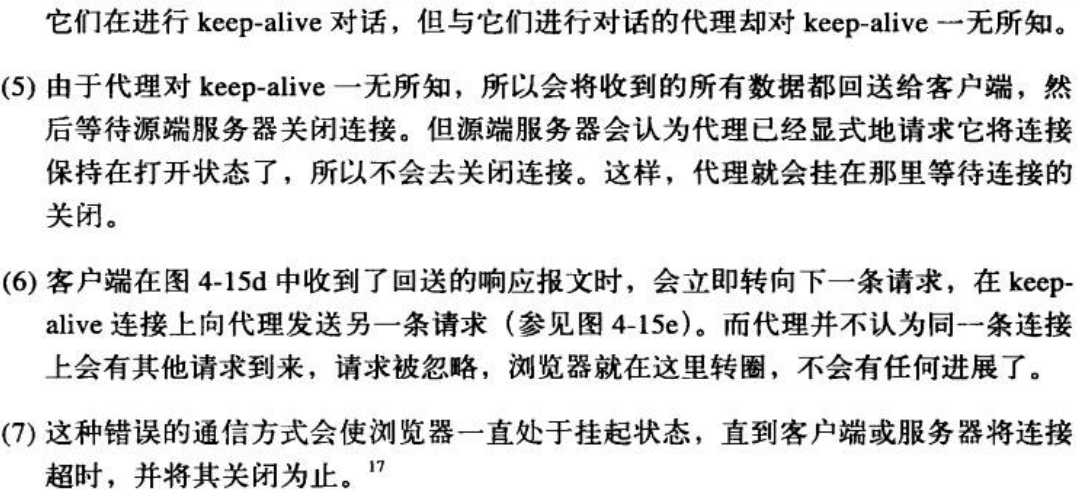 它们在进行 keep-alive 对话，但与它们进行对话的代理却对 keep-alive 一无所知。
(5) 由于代理对 keep-alive 一无所知，所以会将收到的所有数据都回送给客户端，然
后等待源端服务器关闭连接。但源端服务器会认为代理已经显式地请求它将连接
保持在打开状态了，所以不会去关闭连接。这样，代理就会挂在那里等待连接的
关闭。
(6) 客户端在图 4-15d 中收到了回送的响应报文时，会立即转向下一条请求，在 keep-
alive 连接上向代理发送另一条请求（参见图 4-15e）。而代理并不认为同一条连接
上会有其他请求到来，请求被忽略，浏览器就在这里转圈，不会有任何进展了。
(7) 这种错误的通信方式会使浏览器一直处于挂起状态，直到客户端或服务器将连接
超时，并将其关闭为止。17